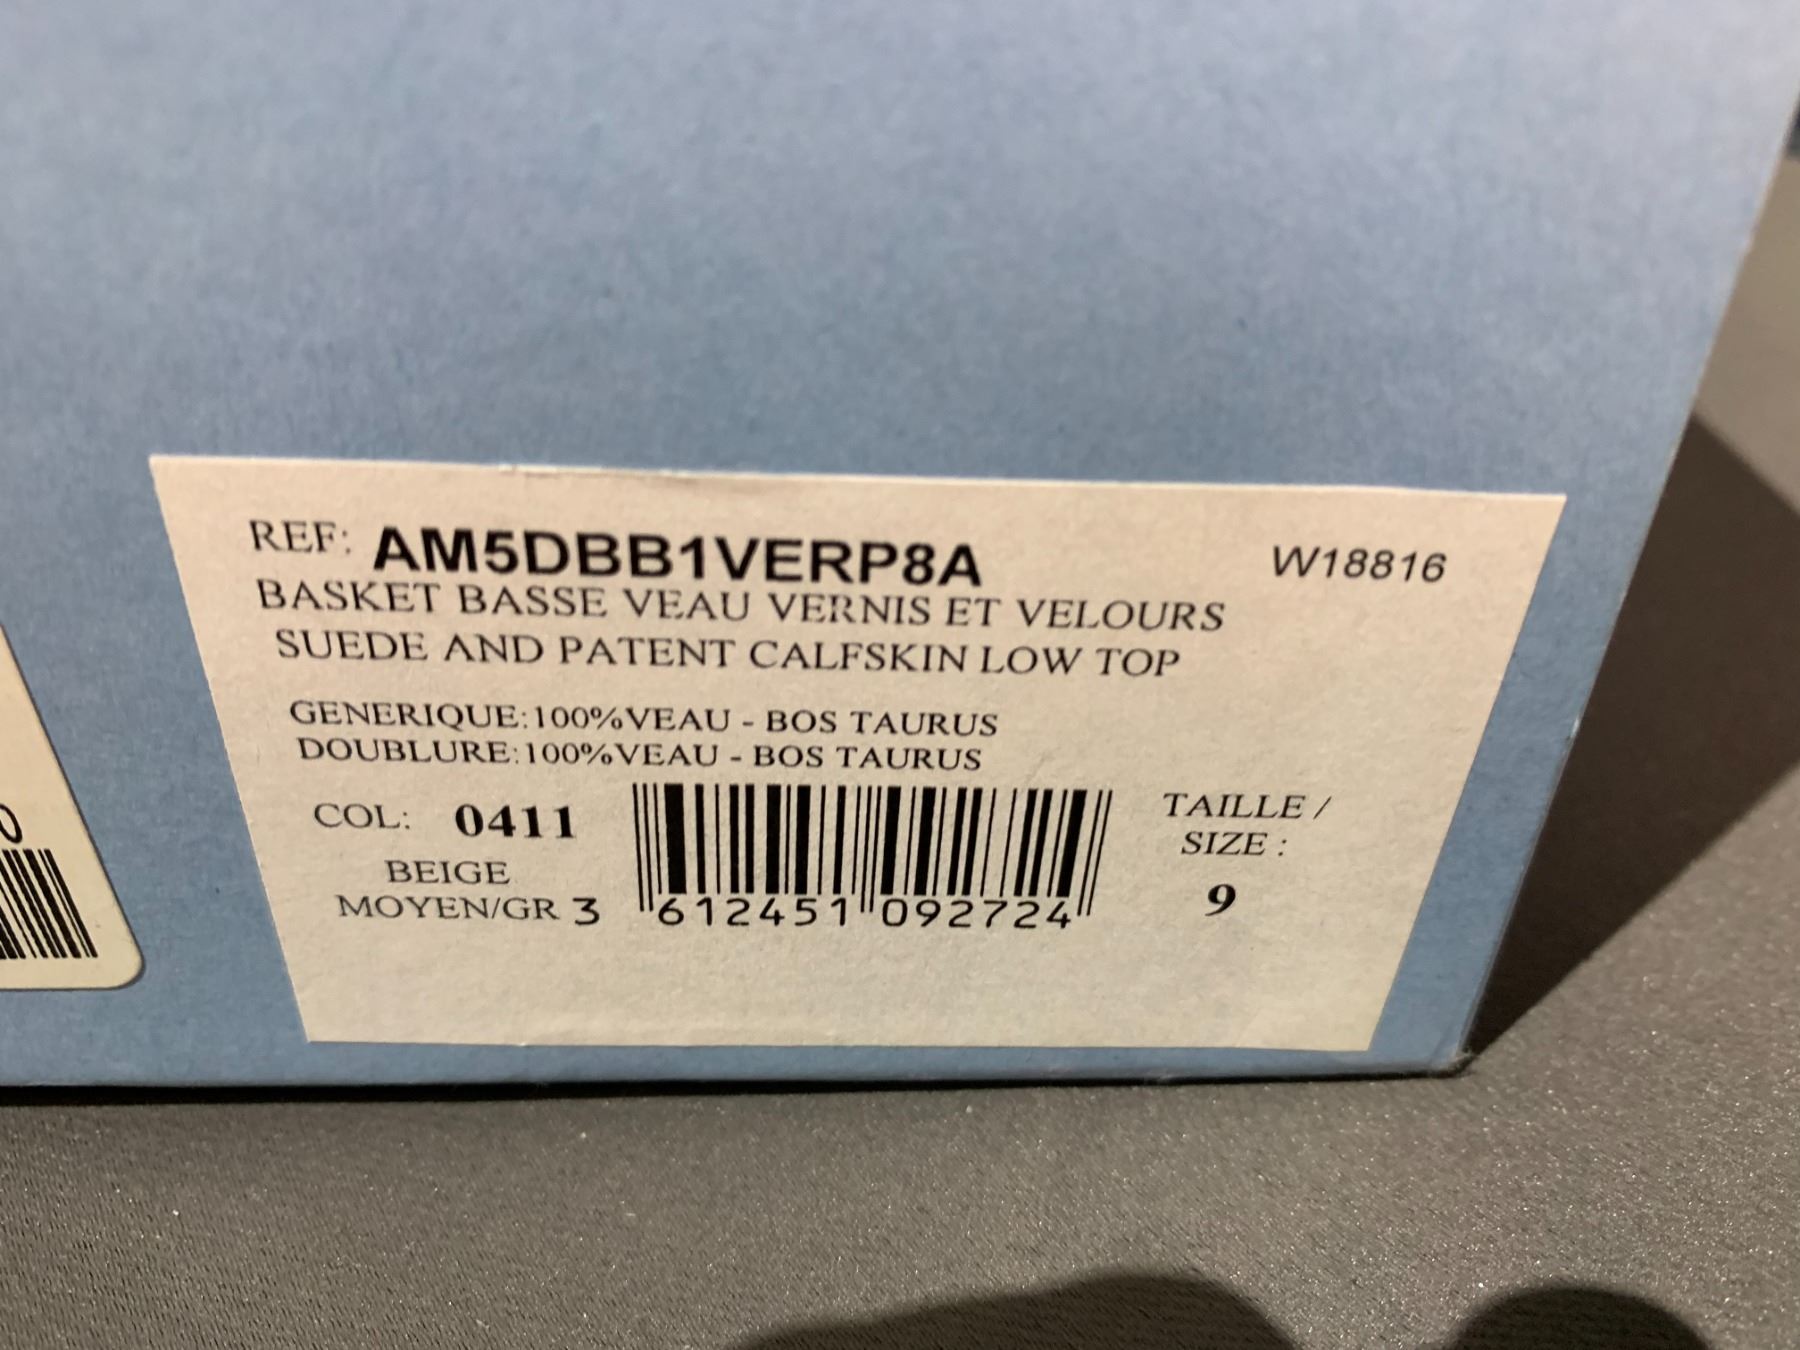 REF: AM5DBB1VERP8A W18816
BASKET BASSE VEAU VERNIS ET VELOURS
SUEDE AND PATENT CALFSKIN LOW TOP
GENERIQUE:100%VEAU - BOS TAURUS
DOUBLURE:100%VEAU - BOS TAURUS
COL: 0411
BEIGE
MOYEN/GR
3 612451 092724
TAILLE /
SIZE :
9
0